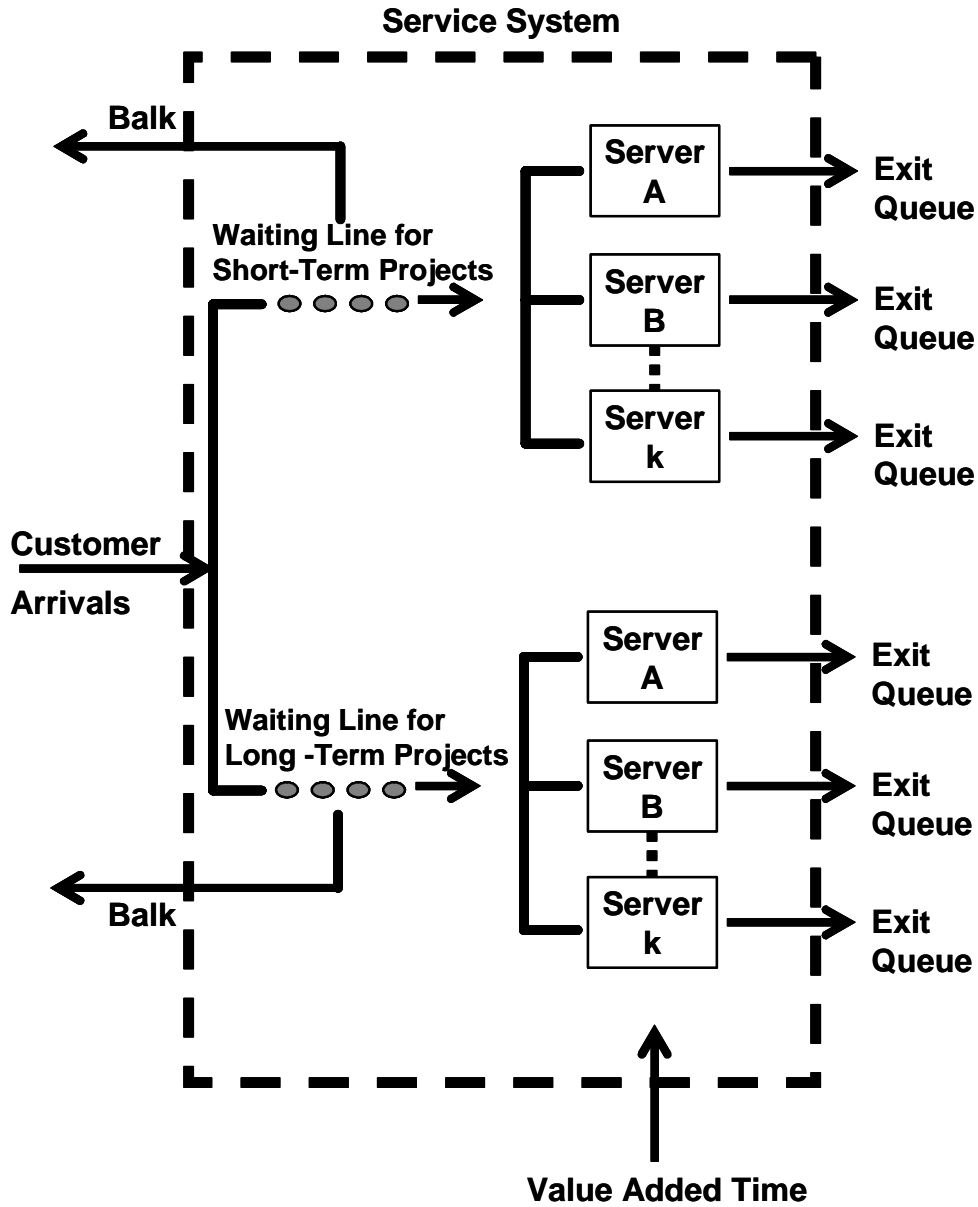 Service System
Balk
Waiting Line for
Short-Term Projects
Server
A
Exit
Queue
Server
B
Exit
Queue
Server
k
Exit
Queue
Customer
Arrivals
Waiting Line for
Long -Term Projects
Server
A
Exit
Queue
Server
B
Exit
Queue
Server
k
Exit
Queue
Balk
Value Added Time